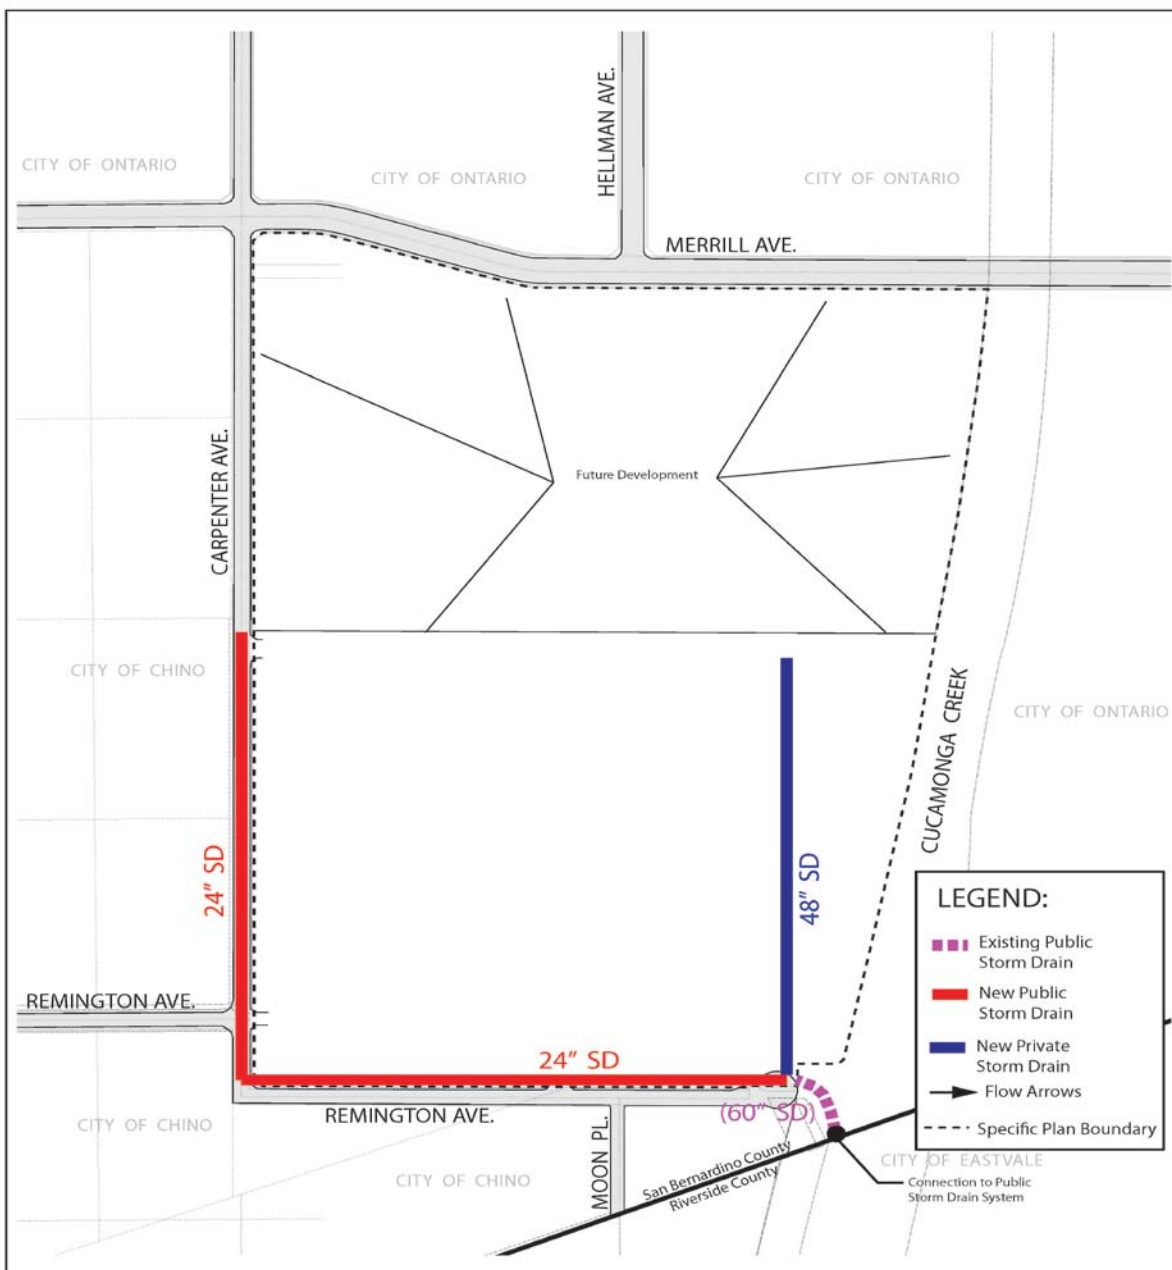 HELLMAN AVE.
CITY OF ONTARIO
CITY OF ONTARIO
CITY OF ONTARIO
MERRILL AVE.
CARPENTER AVE.
Future Development
CITY OF CHINO
CUCAMONGA CREEK
CITY OF ONTARIO
24" SD
48" SD
LEGEND:
Existing Public
Storm Drain
New Public
Storm Drain
New Private
Storm Drain
Flow Arrows
Specific Plan Boundary
REMINGTON AVE.
24" SD
REMINGTON AVE.
(60" SD)
CITY OF CHINO
MOON PL.
San Bernardino County
Riverside County
CITY OF EASTVALE
CITY OF CHINO
Connection to Public
Storm Drain System